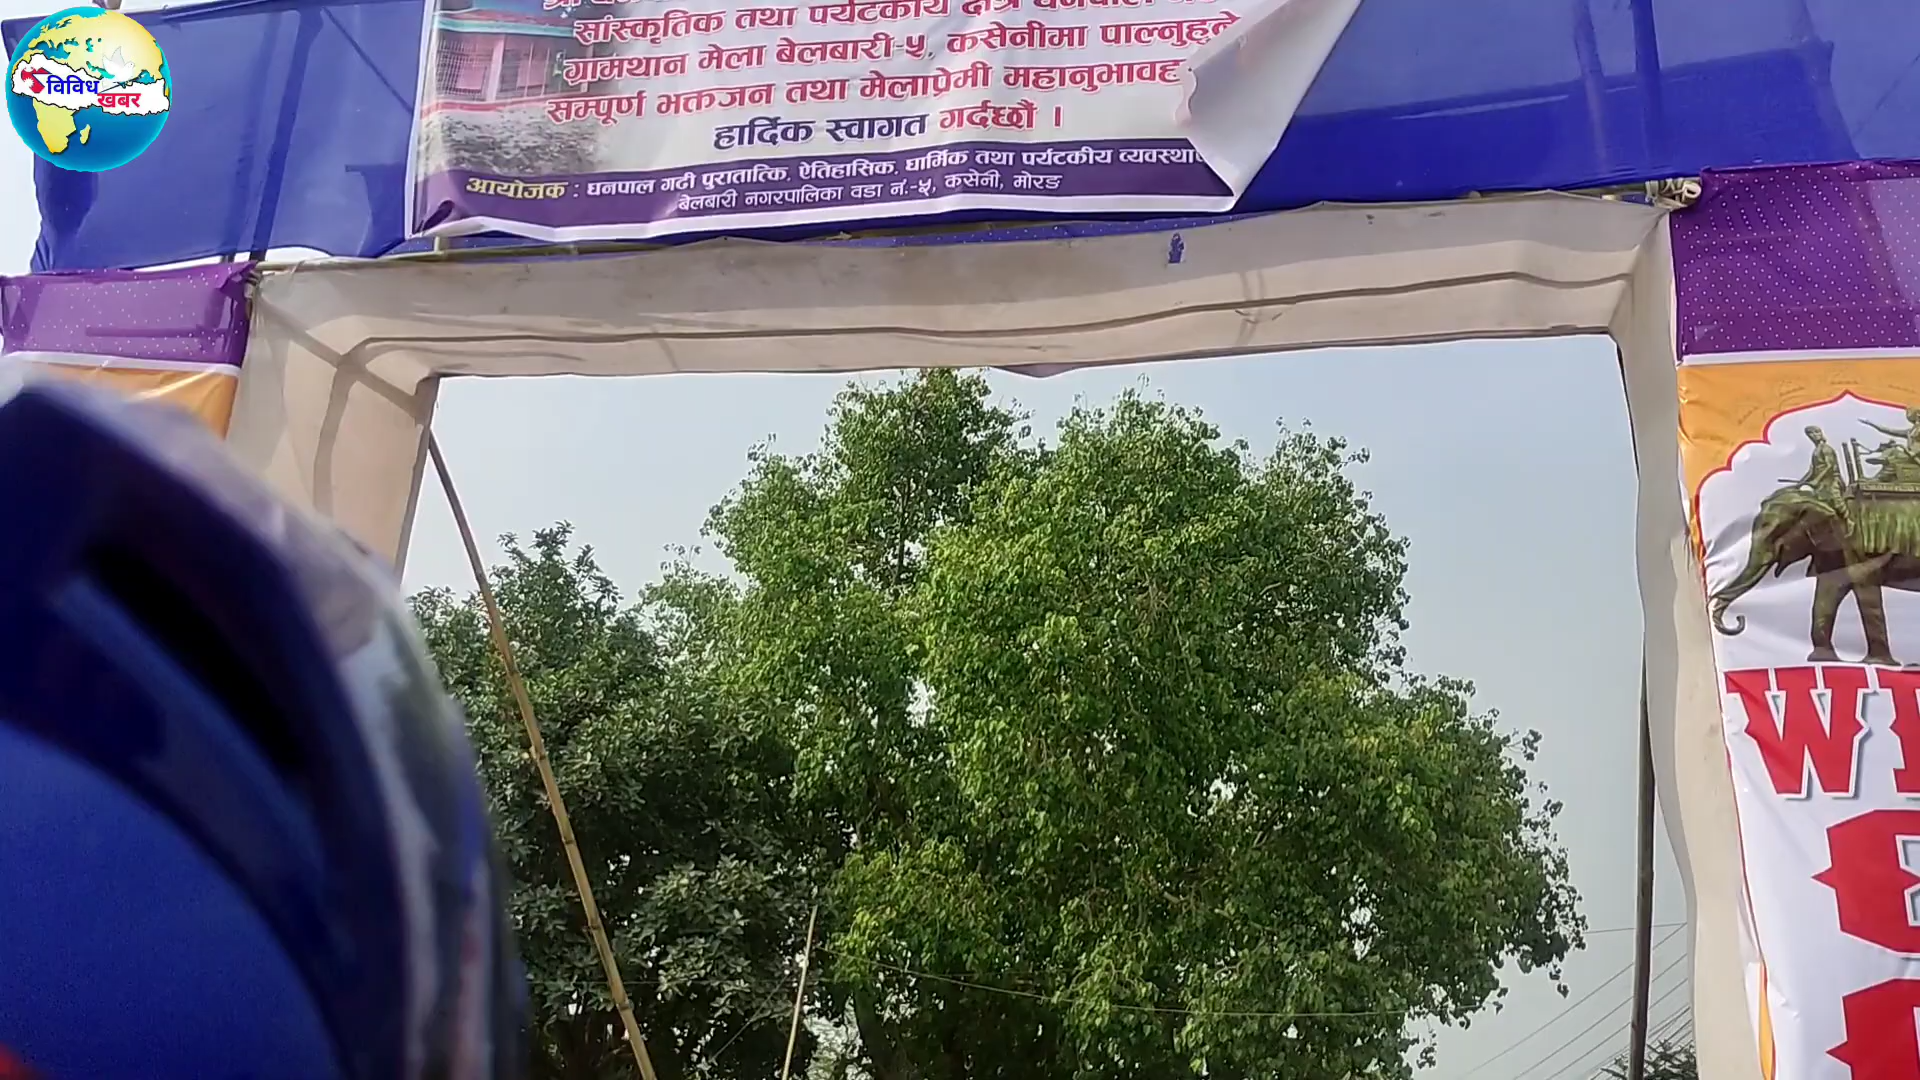 विविध
खबर
सांस्कृतिक तथा पर्यटकीय क्षेत्र
ग्रामथान मेला बेलबारी-५, कसेनीमा पाल्नुहुने
सम्पूर्ण भक्तजन तथा मेलाप्रेमी महानुभावह
हार्दिक स्वागत गर्दछौं ।
आयोजक : धनपाल गढी पुरातात्कि, ऐतिहासिक, धार्मिक तथा पर्यटकीय व्यवस्थाप
बेलबारी नगरपालिका वडा नं.-५, कसेनी, मोरङ